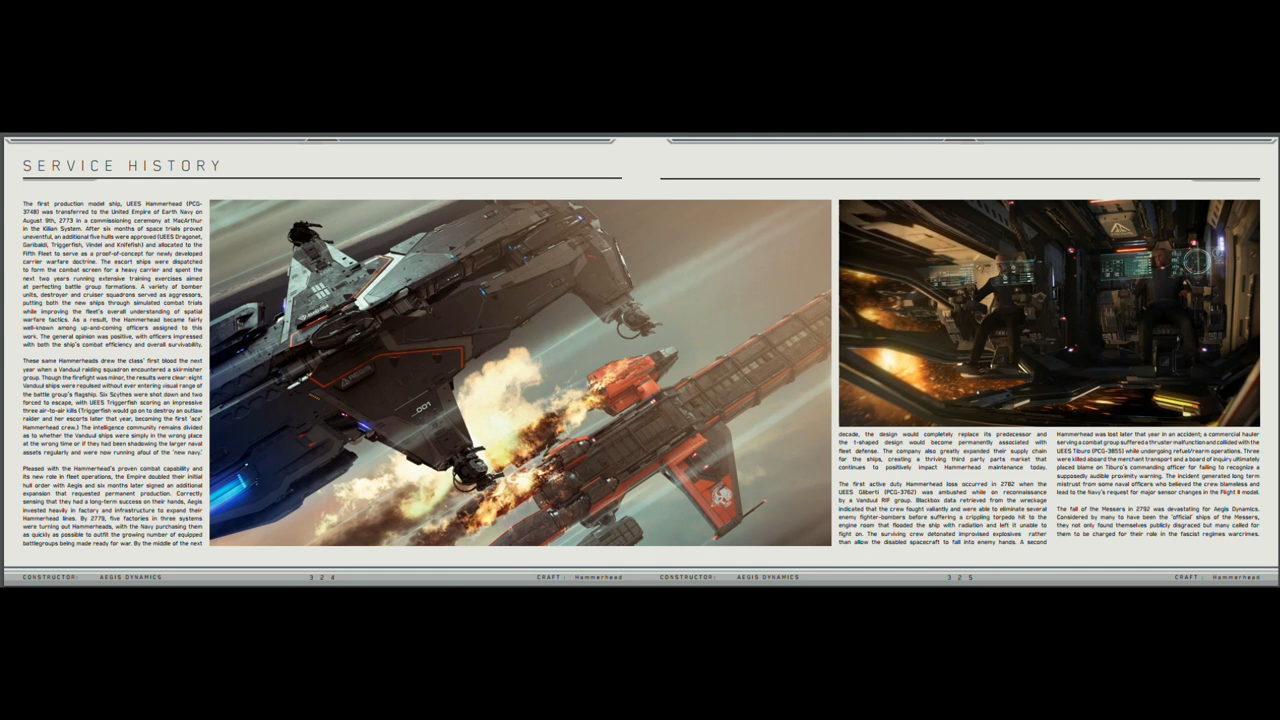 SERVICE HISTORY
The first production model ship, UEES Hammerhead (PCG-
3748) was transferred to the United Empire of Earth Navy on
August 9th, 2773 in a commissioning ceremony at MacArthur
in the Kilian System. After six months of space trials proved
uneventful, an additional five hulls were approved (UEES Dragonet,
Garibaldi, Triggerfish, Vindel and Knifefish) and allocated to the
Fifth Fleet to serve as a proof-of-concept for newly developed
carrier warfare doctrine. The escort ships were dispatched
to form the combat screen for a heavy carrier and spent the
next two years running extensive training exercises aimed
at perfecting battle group formations. A variety of bomber
units, destroyer and cruiser squadrons served as aggressors,
putting both the new ships through simulated combat trials
while improving the fleet's overall understanding of spatial
warfare tactics. As a result, the Hammerhead became fairly
well-known among up-and-coming officers assigned to this
work. The general opinion was positive, with officers impressed
with both the ship's combat efficiency and overall survivability.
These same Hammerheads drew the class' first blood the next
year when a Vanduul raiding squadron encountered a skirmisher
group. Though the firefight was minor, the results were clear: eight
Vanduul ships were repulsed without ever entering visual range of
the battle group's flagship. Six Scythes were shot down and two
forced to escape, with UEES Triggerfish scoring an impressive
three air-to-air kills (Triggerfish would go on to destroy an outlaw
raider and her escorts later that year, becoming the first 'ace'
Hammerhead crew.) The intelligence community remains divided
as to whether the Vanduul ships were simply in the wrong place
at the wrong time or if they had been shadowing the larger naval
assets regularly and were now running afoul of the 'new navy.'
Pleased with the Hammerhead's proven combat capability and
its new role in fleet operations, the Empire doubled their initial
hull order with Aegis and six months later signed an additional
expansion that requested permanent production. Correctly
sensing that they had a long-term success on their hands, Aegis
invested heavily in factory and infrastructure to expand their
Hammerhead lines. By 2779, five factories in three systems
were turning out Hammerheads, with the Navy purchasing them
as quickly as possible to outfit the growing number of equipped
battlegroups being made ready for war. By the middle of the next
.001
decade, the design would completely replace its predecessor and
the t-shaped design would become permanently associated with
fleet defense. The company also greatly expanded their supply chain
for the ships, creating a thriving third party parts market that
continues to positively impact Hammerhead maintenance today.
The first active duty Hammerhead loss occurred in 2782 when the
UEES Gilberti (PCG-3762) was ambushed while on reconnaissance
by a Vanduul RIF group. Blackbox data retrieved from the wreckage
indicated that the crew fought valiantly and were able to eliminate several
enemy fighter-bombers before suffering a crippling torpedo hit to the
engine room that flooded the ship with radiation and left it unable to
fight on. The surviving crew detonated improvised explosives rather
than allow the disabled spacecraft to fall into enemy hands. A second
Hammerhead was lost later that year in an accident; a commercial hauler
serving a combat group suffered a thruster malfunction and collided with the
UEES Tiburo (PCG-3855) while undergoing refuel/rearm operations. Three
were killed aboard the merchant transport and a board of inquiry ultimately
placed blame on Tiburo's commanding officer for failing to recognize a
supposedly audible proximity warning. The incident generated long term
mistrust from some naval officers who believed the crew blameless and
lead to the Navy's request for major sensor changes in the Flight II model.
The fall of the Messers in 2792 was devastating for Aegis Dynamics.
Considered by many to have been the 'official' ships of the Messers,
they not only found themselves publicly disgraced but many called for
them to be charged for their role in the fascist regimes warcrimes.
CONSTRUCTOR: AEGIS DYNAMICS 324 CRAFT : Hammerhead
CONSTRUCTOR: AEGIS DYNAMICS 325 CRAFT : Hammerhead